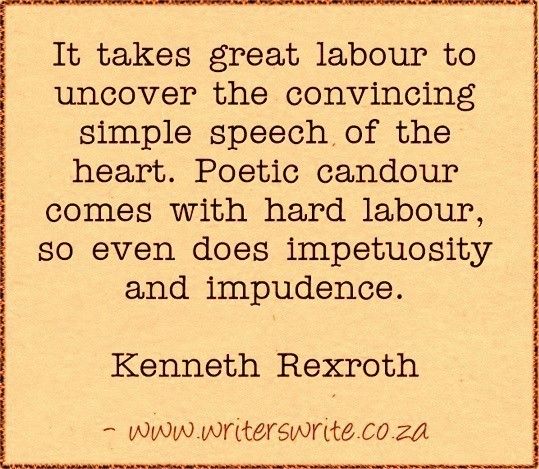 It takes great labour to
uncover the convincing
simple speech of the
heart. Poetic candour
comes with hard labour,
so even does impetuosity
and impudence.
Kenneth Rexroth
- www.writerswrite.co.za